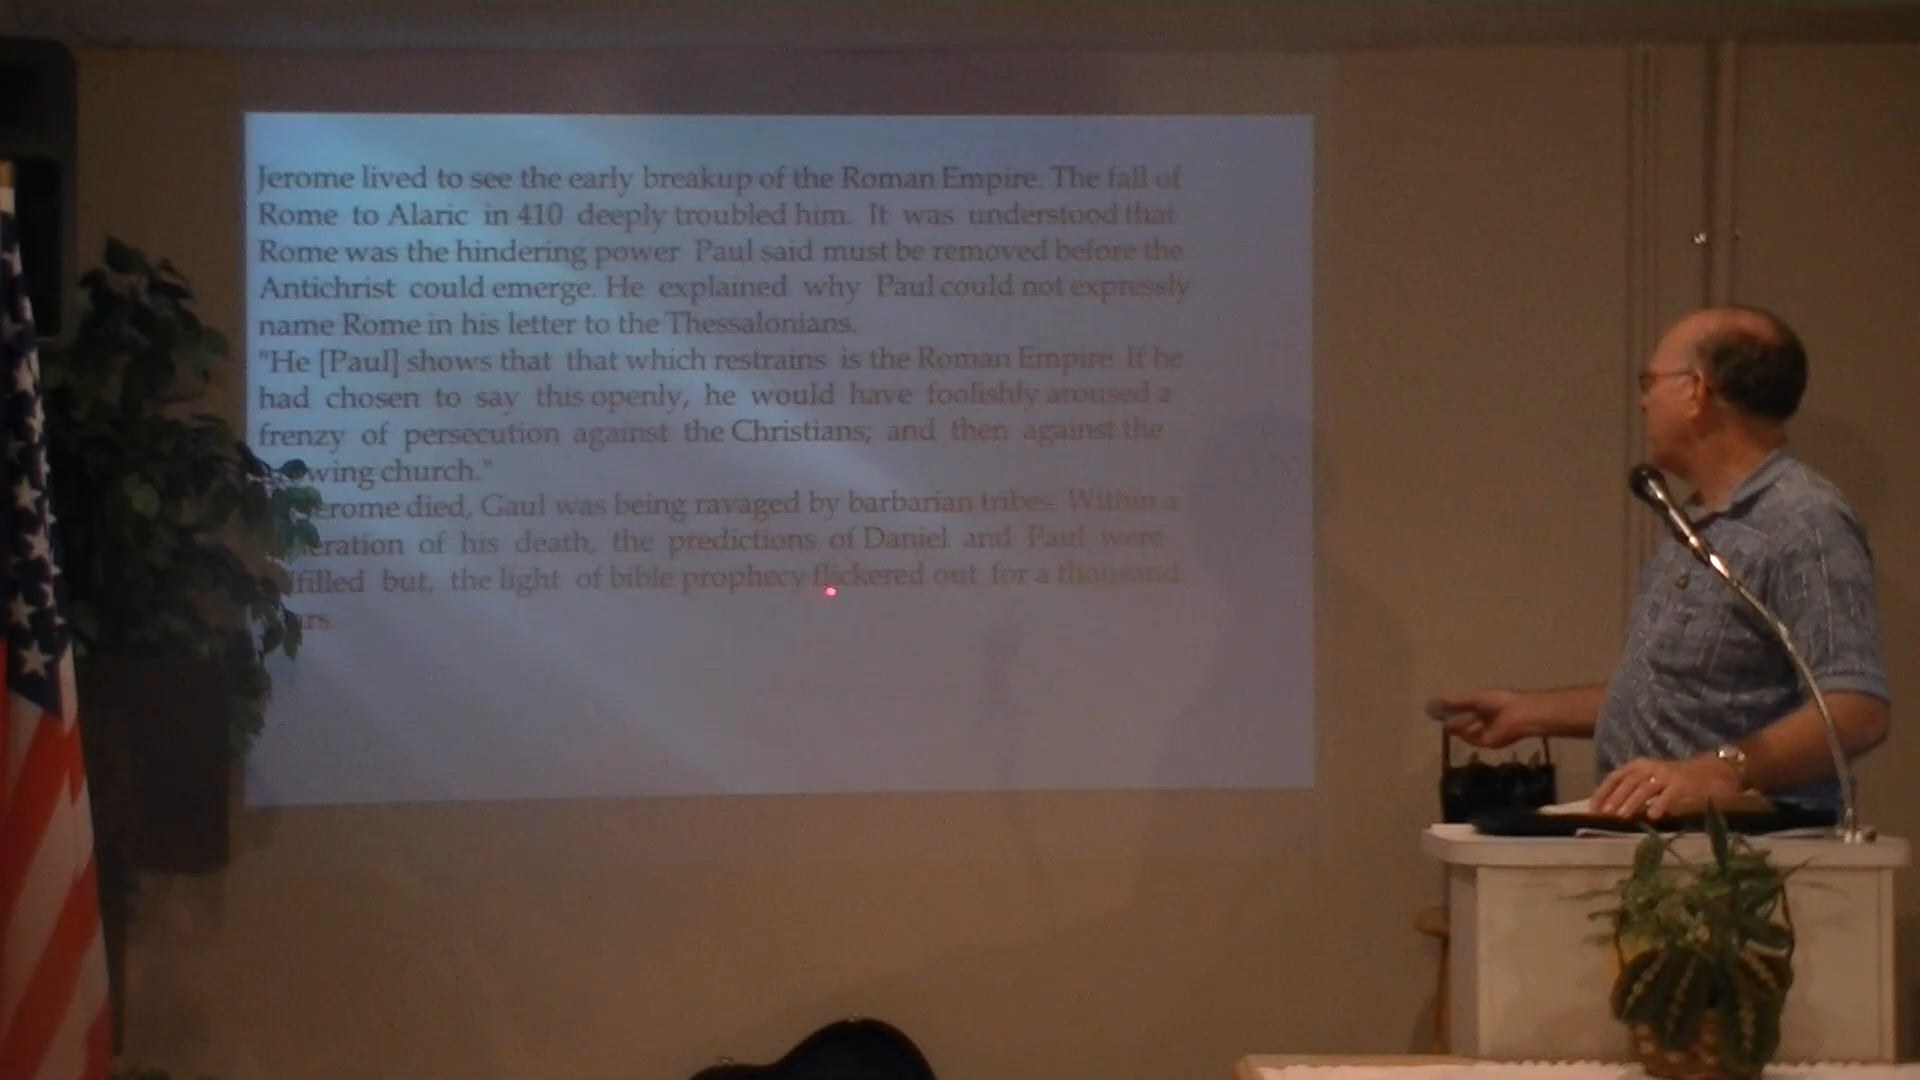 Jerome lived to see the early breakup of the Roman Empire. The fall of
Rome to Alaric in 410 deeply troubled him. It was understood that
Rome was the hindering power Paul said must be removed before the
Antichrist could emerge. He explained why Paul could not expressly
name Rome in his letter to the Thessalonians.
"He [Paul] shows that that which restrains is the Roman Empire. If he
had chosen to say this openly, he would have foolishly aroused a
frenzy of persecution against the Christians; and then against the
wing church."
erome died, Gaul was being ravaged by barbarian tribes. Within a
eration of his death, the predictions of Daniel and Paul were
filled but, the light of bible prophecy flickered out for a thousand
rs.